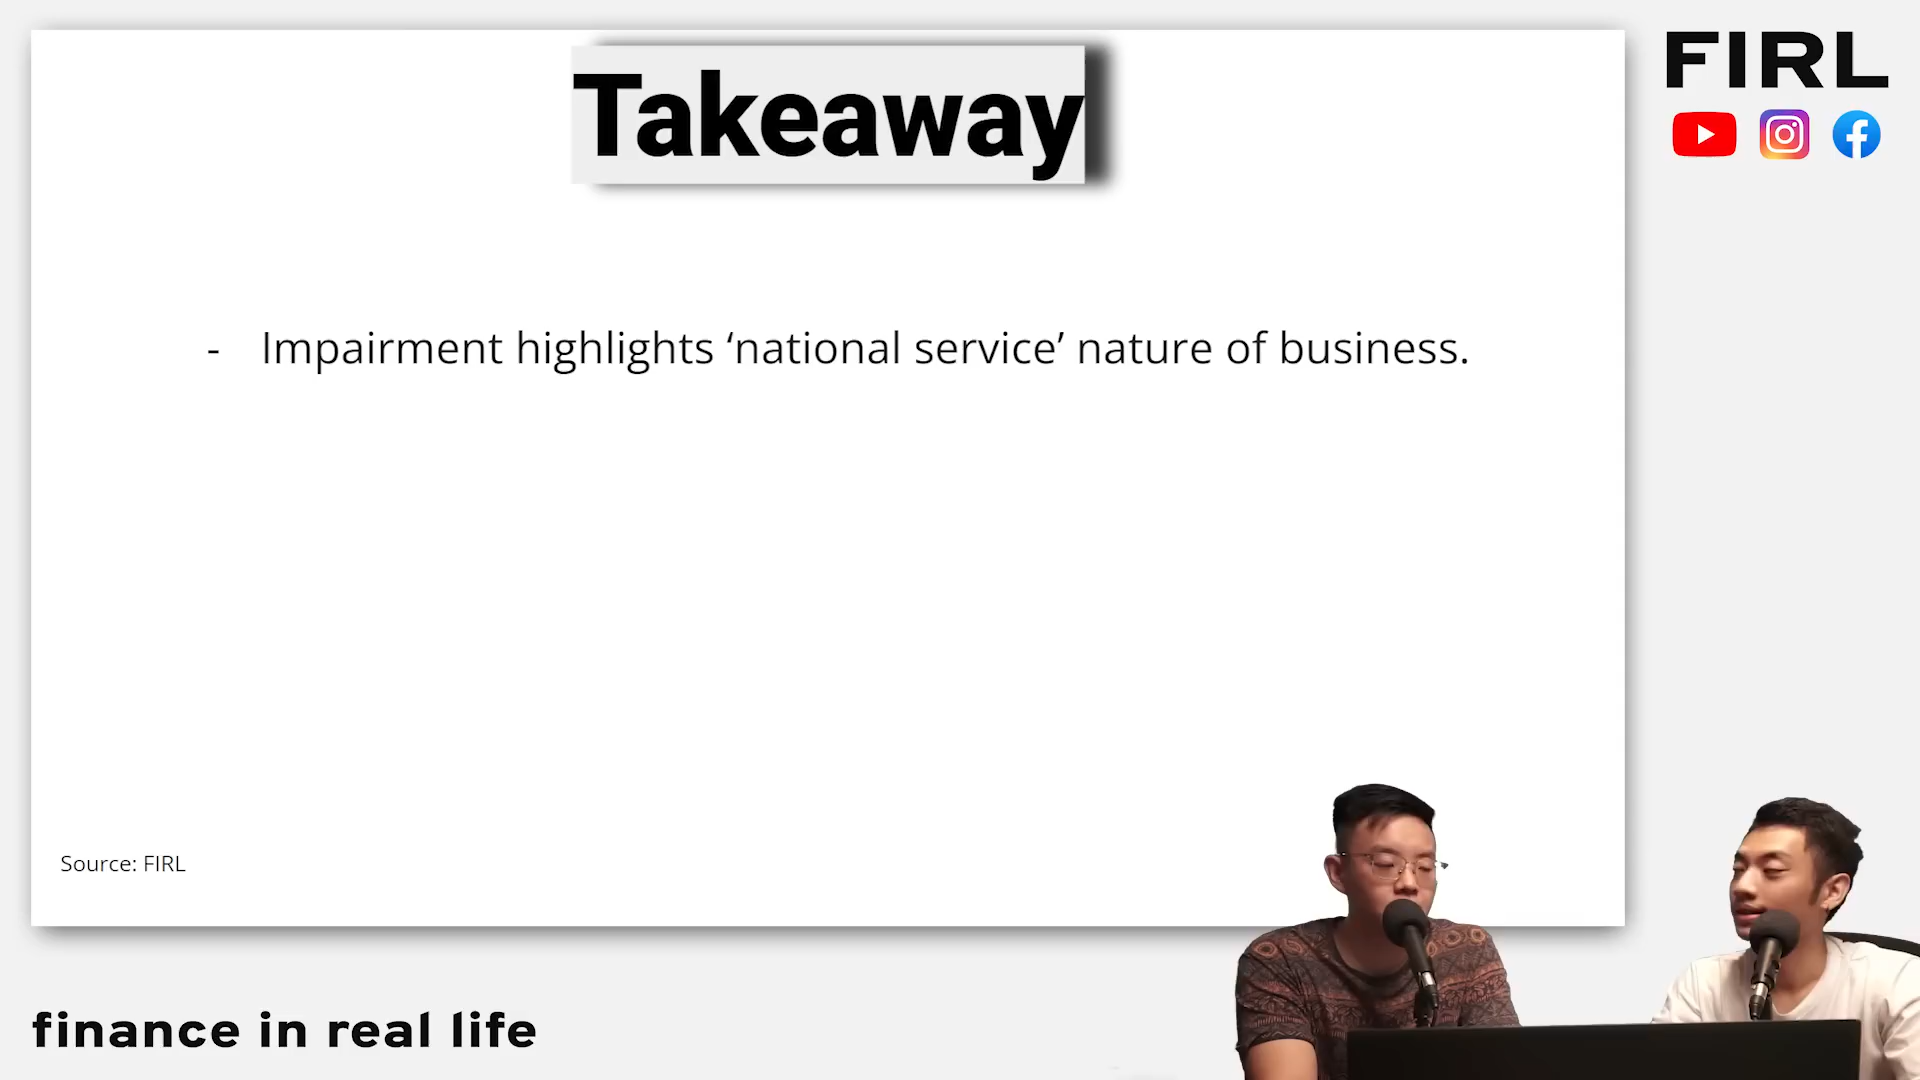 Takeaway
FIRL
- Impairment highlights ‘national service’ nature of business.
Source: FIRL
finance in real life